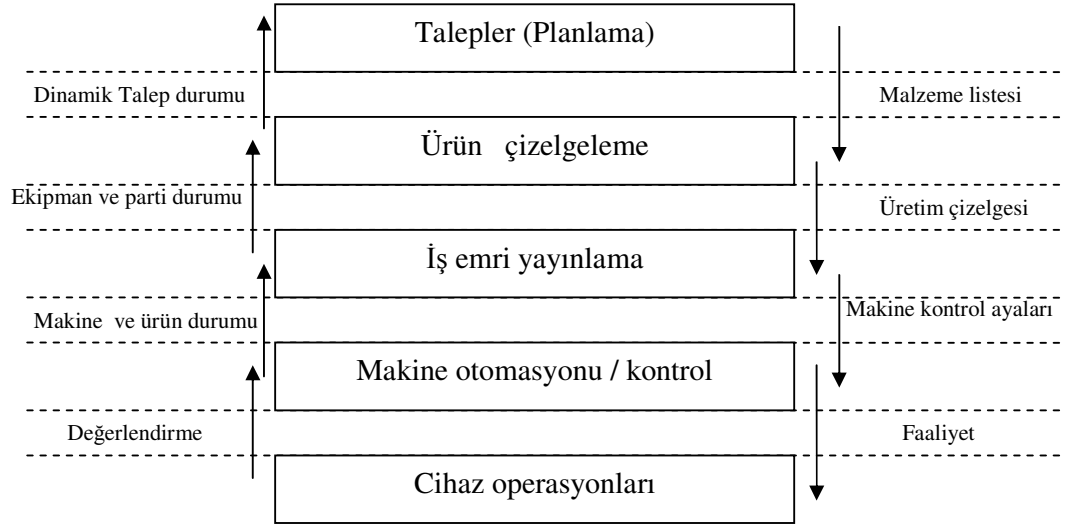 Talepler (Planlama)
Dinamik Talep durumu
Malzeme listesi
Ürün çizelgeleme
Ekipman ve parti durumu
Üretim çizelgesi
İş emri yayınlama
Makine ve ürün durumu
Makine kontrol ayaları
Makine otomasyonu / kontrol
Değerlendirme
Faaliyet
Cihaz operasyonları